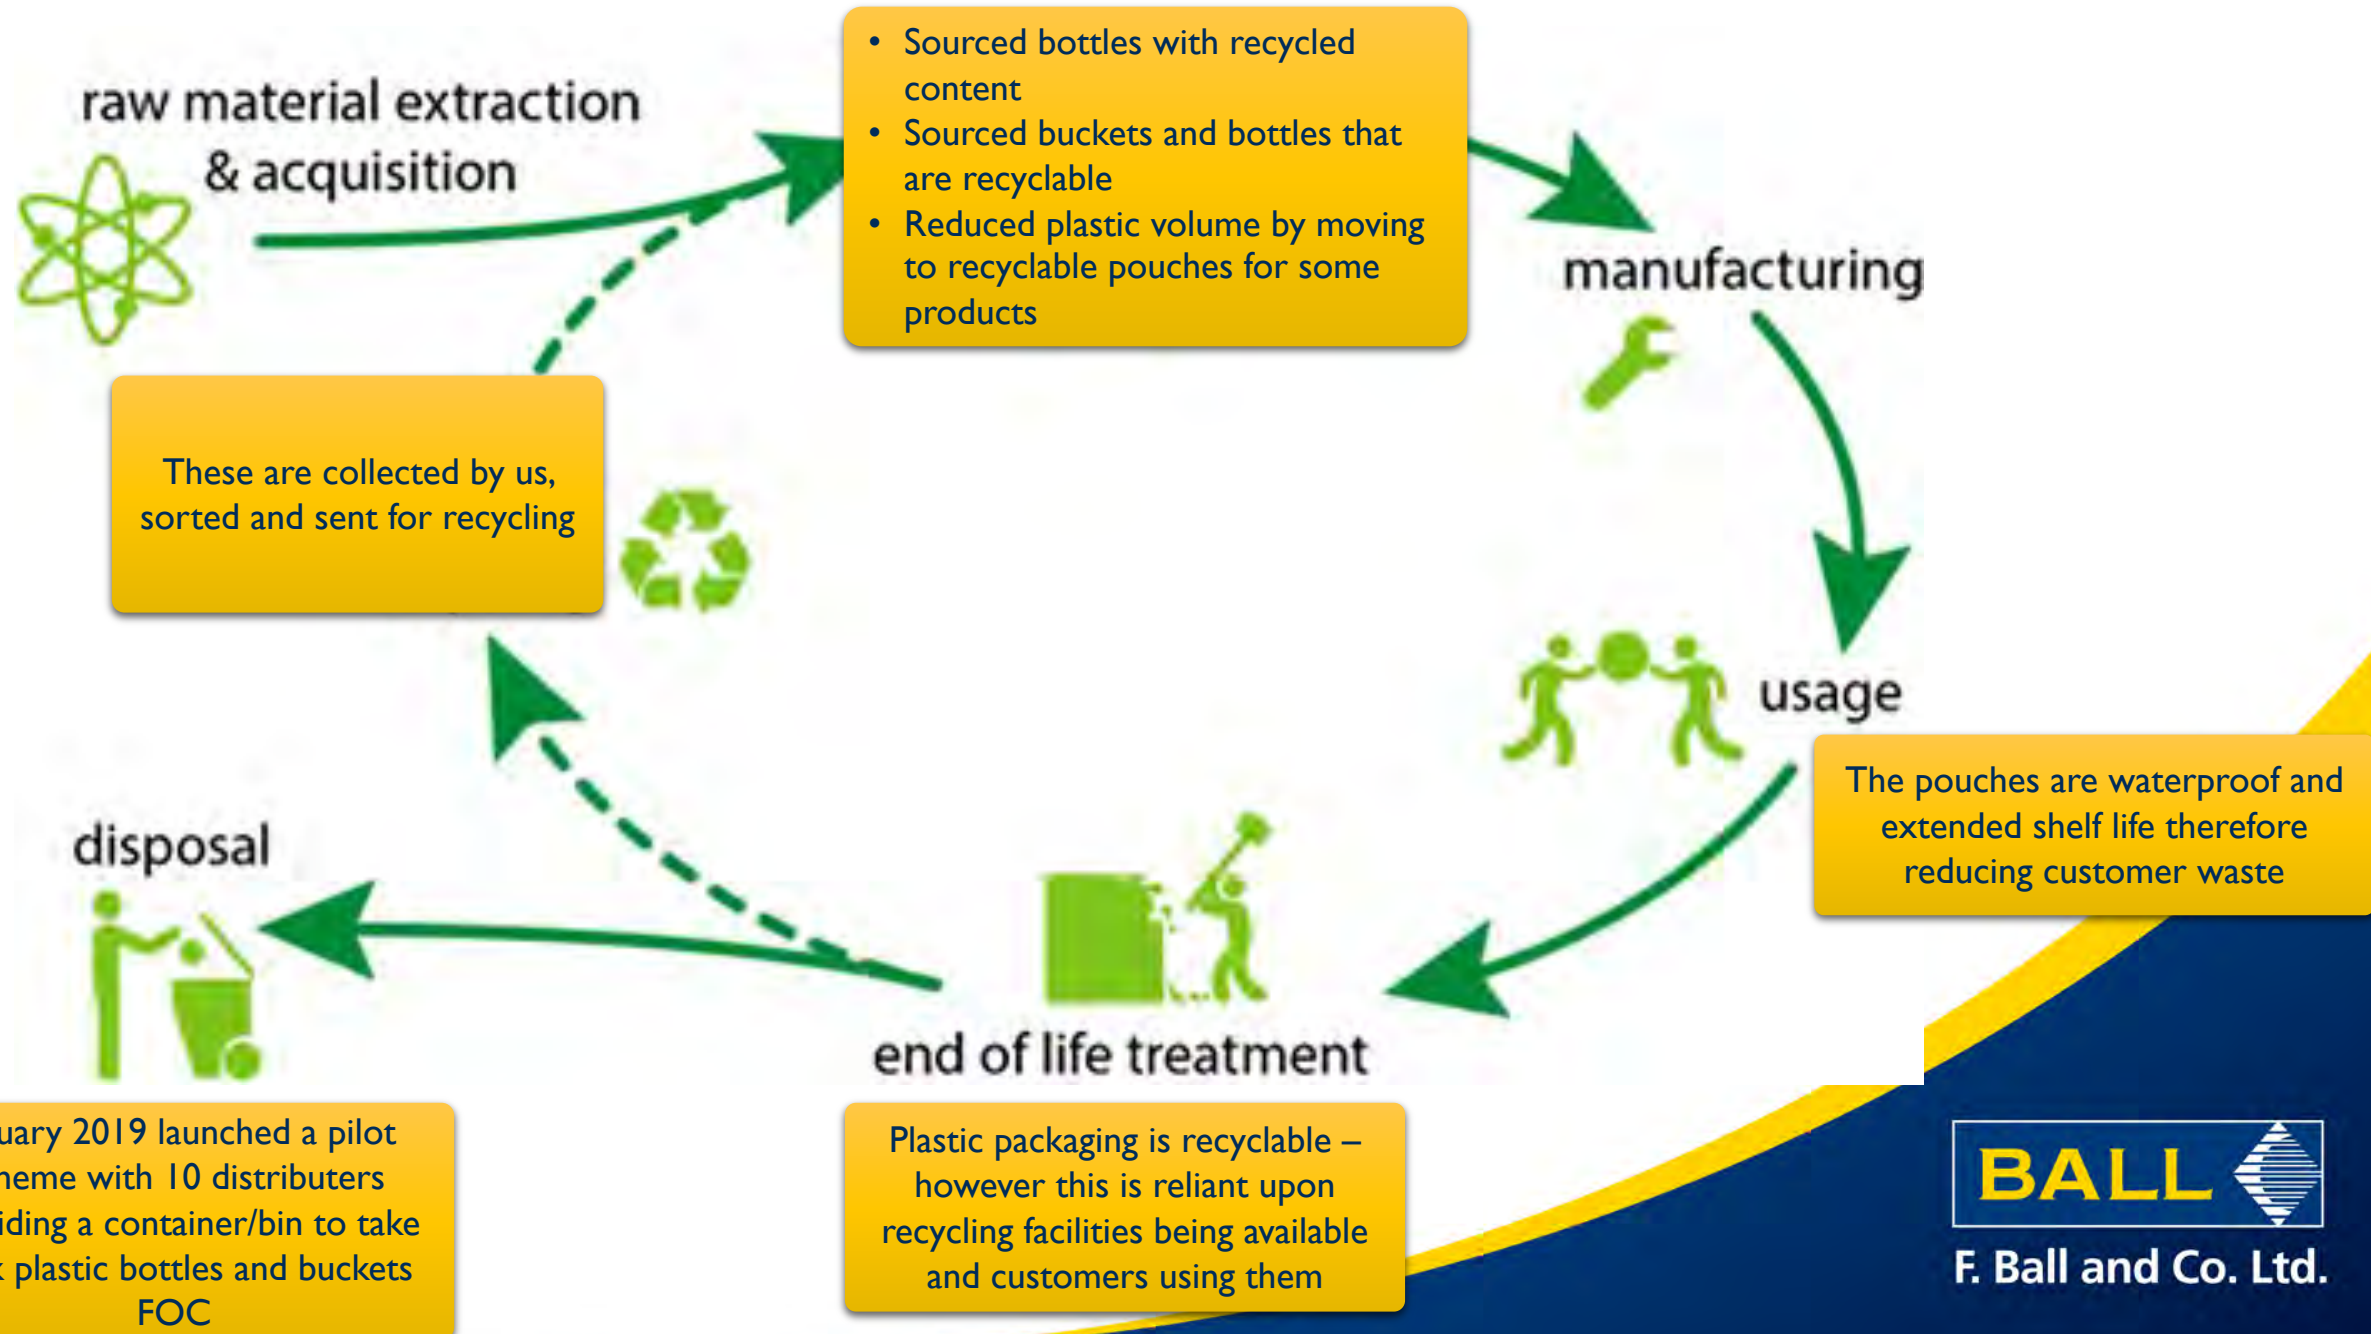 raw material extraction
& acquisition
• Sourced bottles with recycled
content
• Sourced buckets and bottles that
are recyclable
• Reduced plastic volume by moving
to recyclable pouches for some
products
manufacturing
These are collected by us,
sorted and sent for recycling
usage
The pouches are waterproof and
extended shelf life therefore
reducing customer waste
disposal
end of life treatment
2019 launched a pilot
with 10 distributers
a container/bin to take
plastic bottles and buckets
FOC
Plastic packaging is recyclable –
however this is reliant upon
recycling facilities being available
and customers using them
BALL
F. Ball and Co. Ltd.